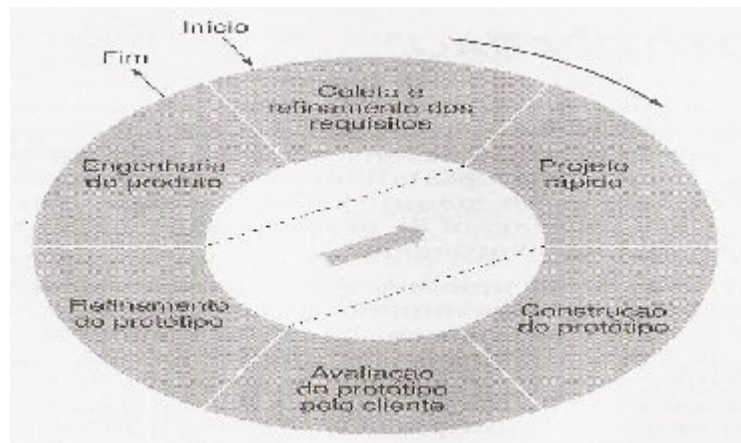 Início
Fim
Coleta e
refinamento dos
requisitos
Projeto
rápido
Construção
do protótipo
Avaliação
do protótipo
pelo cliente
Refinamento
do protótipo
Engenharia
do produto